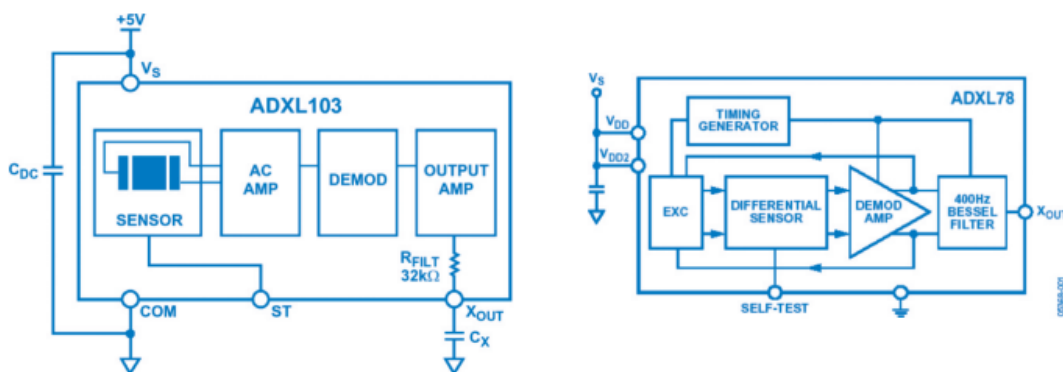 +5V
VS
ADXL103
CDC
SENSOR
AC
AMP
DEMOD
OUTPUT
AMP
RFILT
32kΩ
COM
ST
XOUT
CX
VS
ADXL78
VDD
TIMING
GENERATOR
VDD2
EXC
DIFFERENTIAL
SENSOR
DEMOD
AMP
400Hz
BESSEL
FILTER
XOUT
SELF-TEST